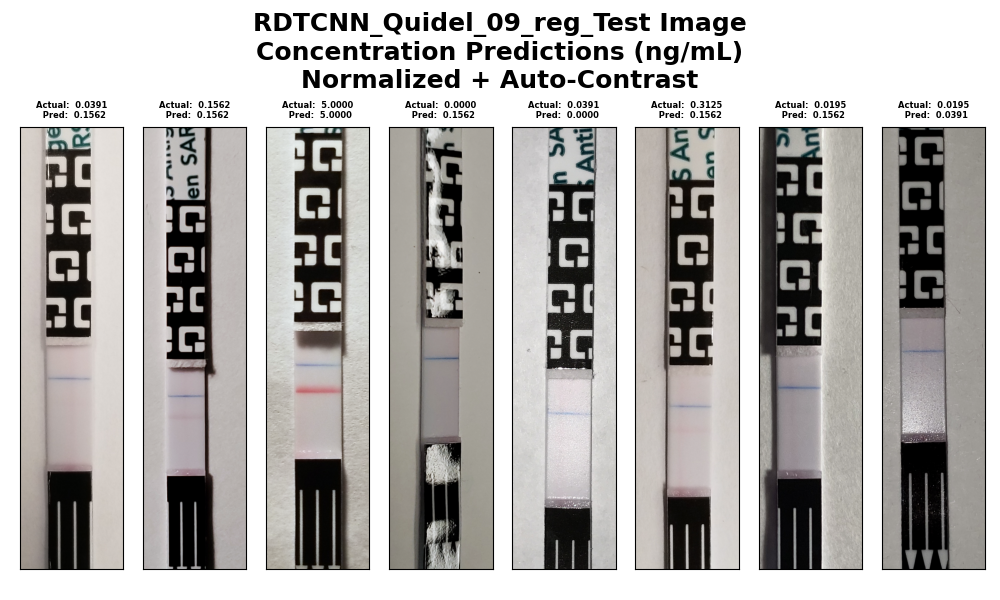 RDTCNN_Quidel_09_reg_Test Image
Concentration Predictions (ng/mL)
Normalized + Auto-Contrast
Actual: 0.0391
Pred: 0.1562
Actual: 0.1562
Pred: 0.1562
Actual: 5.0000
Pred: 5.0000
Actual: 0.0000
Pred: 0.1562
Actual: 0.0391
Pred: 0.0000
Actual: 0.3125
Pred: 0.1562
Actual: 0.0195
Pred: 0.1562
Actual: 0.0195
Pred: 0.0391
ge
RS
s Anti
en SAR
n SA
S Anti
S An
en S
SA
Ant